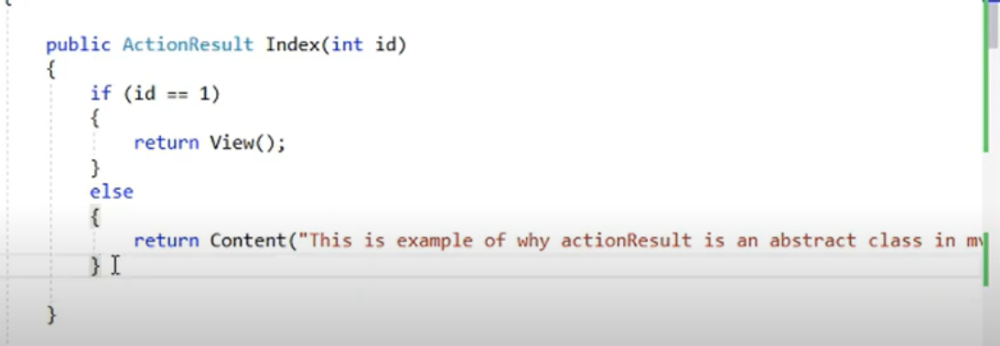 public ActionResult Index(int id)
{
if (id == 1)
{
return View();
}
else
{
return Content("This is example of why actionResult is an abstract class in
}
}